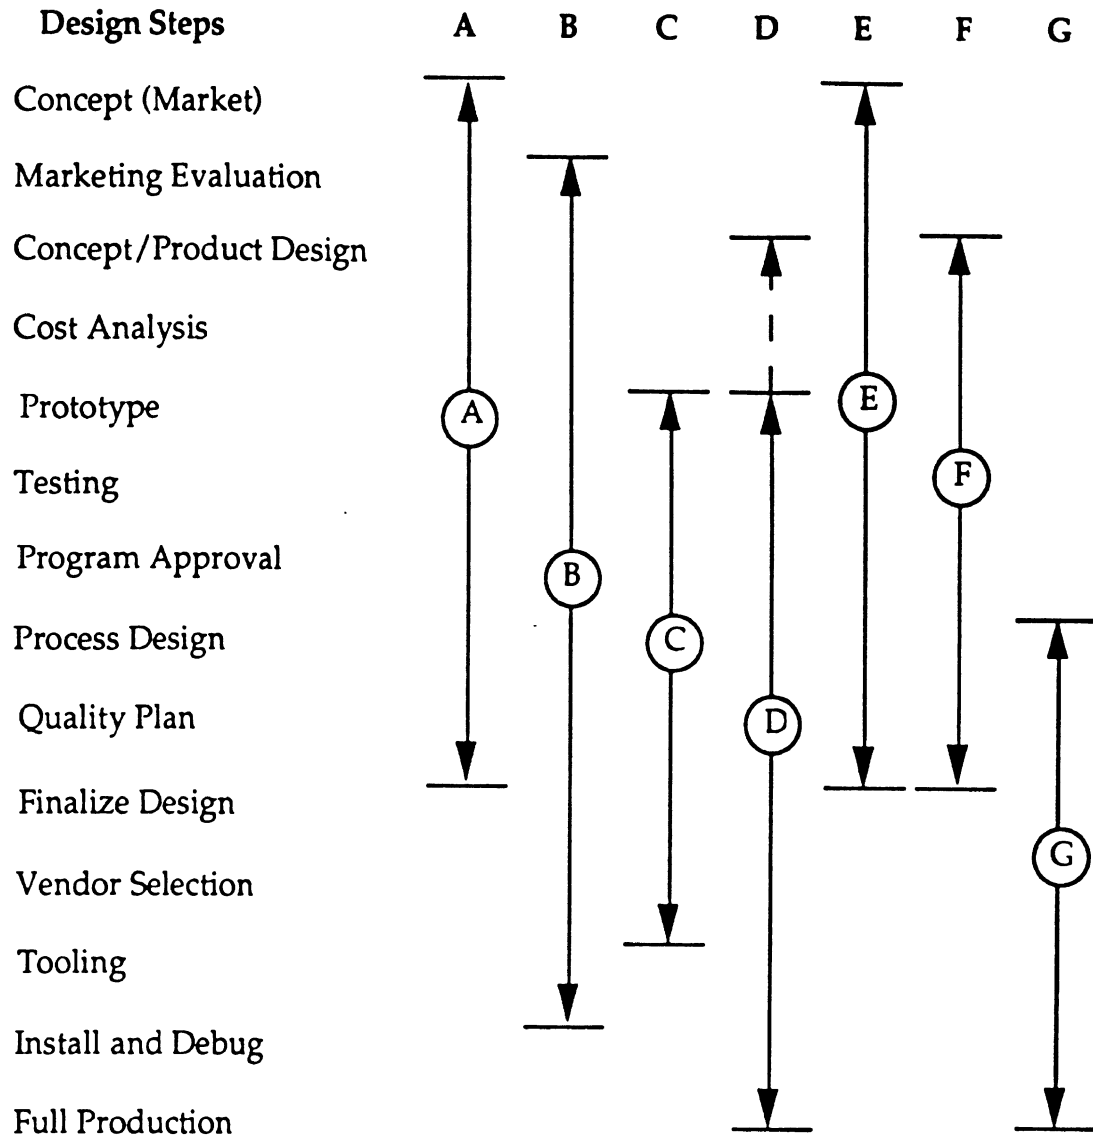 Design Steps A B C D E F G
Concept (Market)
Marketing Evaluation
Concept/Product Design
Cost Analysis
Prototype
A
E
Testing
F
Program Approval
B
Process Design
C
Quality Plan
D
Finalize Design
G
Vendor Selection
Tooling
Install and Debug
Full Production